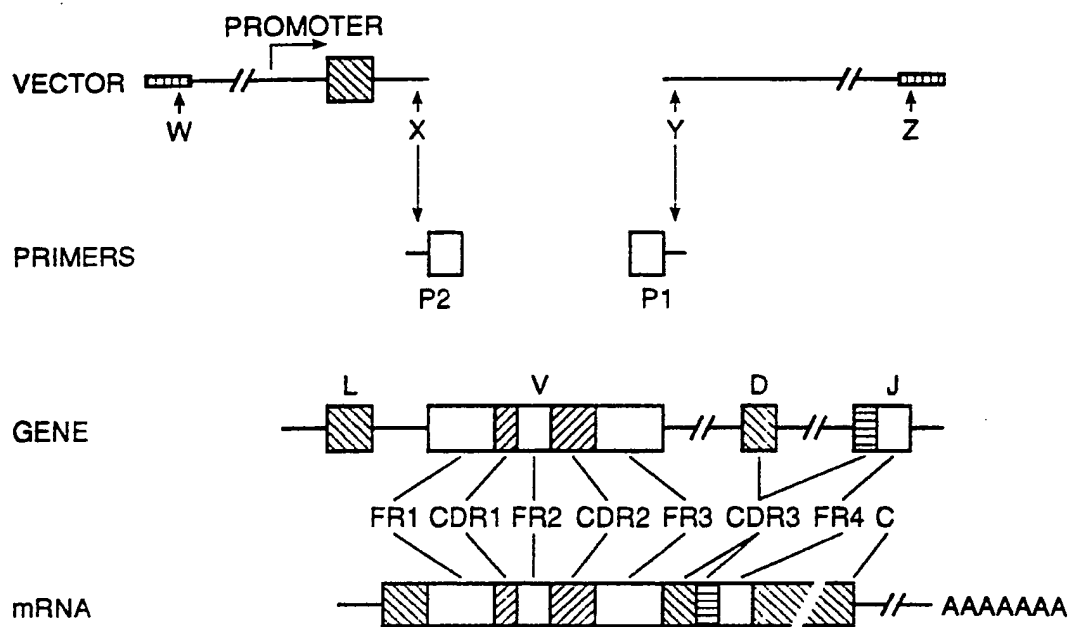 PROMOTER
VECTOR
W X Y Z
PRIMERS
P2 P1
L V D J
GENE
FR1 CDR1 FR2 CDR2 FR3 CDR3 FR4 C
mRNA AAAAAAA